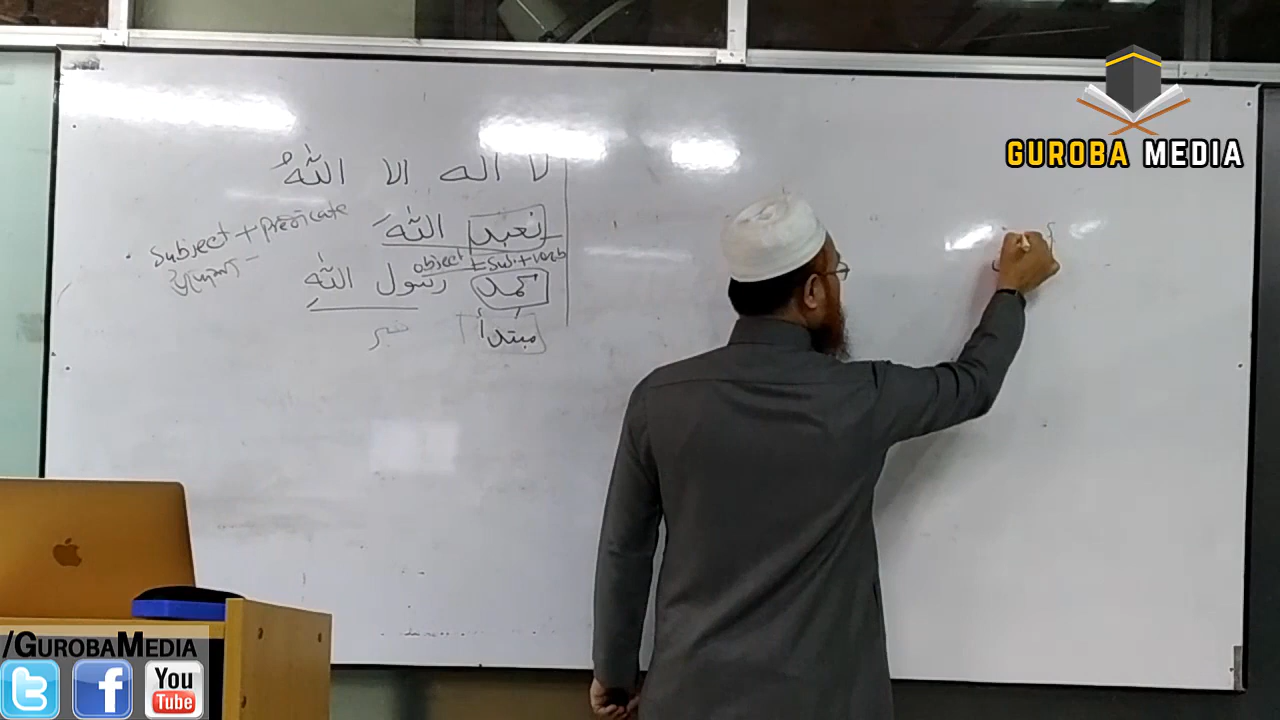 لا اله الا اللهُ
نعبد اللهَ
Subject + predicate
object + sub + verb
محمد رسول الله
مبتدأ خبر
GUROBA MEDIA
/GUROBAMEDIA
You
Tube